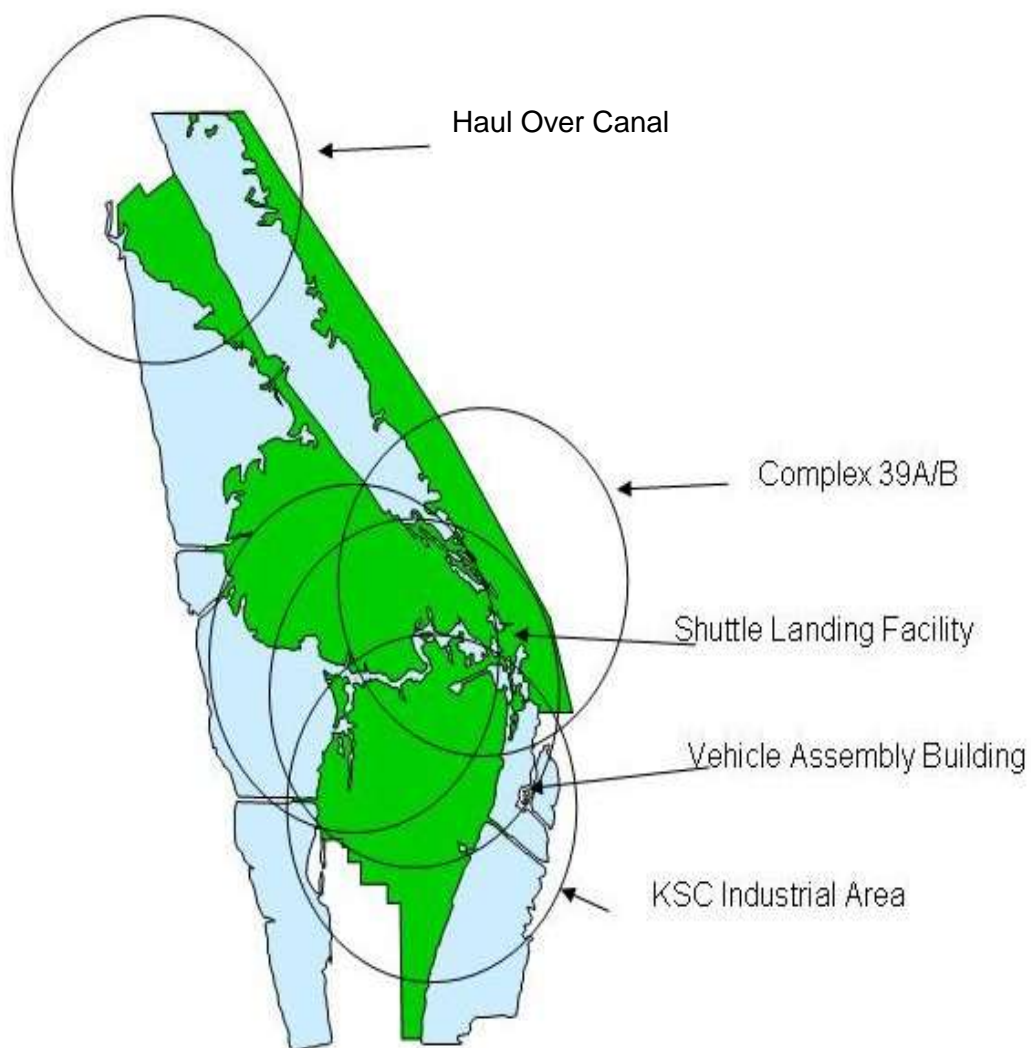 Haul Over Canal
Complex 39A/B
Shuttle Landing Facility
Vehicle Assembly Building
KSC Industrial Area